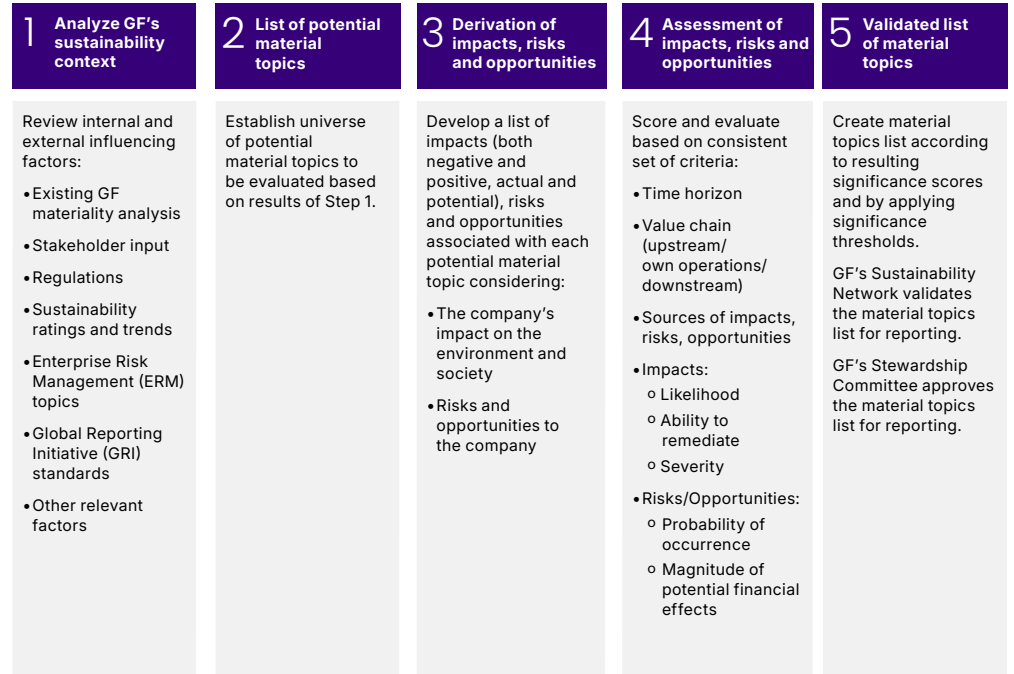 1
Analyze GF’s
sustainability
context
Review internal and
external influencing
factors:
•Existing GF
materiality analysis
•Stakeholder input
•Regulations
•Sustainability
ratings and trends
•Enterprise Risk
Management (ERM)
topics
•Global Reporting
Initiative (GRI)
standards
•Other relevant
factors
2
List of potential
material
topics
Establish universe
of potential
material topics to
be evaluated based
on results of Step 1.
3
Derivation of
impacts, risks
and opportunities
Develop a list of
impacts (both
negative and
positive, actual and
potential), risks
and opportunities
associated with each
potential material
topic considering:
•The company’s
impact on the
environment and
society
•Risks and
opportunities to
the company
4
Assessment of
impacts, risks and
opportunities
Score and evaluate
based on consistent
set of criteria:
•Time horizon
•Value chain
(upstream/
own operations/
downstream)
•Sources of impacts,
risks, opportunities
•Impacts:
o Likelihood
o Ability to
remediate
o Severity
•Risks/Opportunities:
o Probability of
occurrence
o Magnitude of
potential financial
effects
5
Validated list
of material
topics
Create material
topics list according
to resulting
significance scores
and by applying
significance
thresholds.
GF’s Sustainability
Network validates
the material topics
list for reporting.
GF’s Stewardship
Committee approves
the material topics
list for reporting.